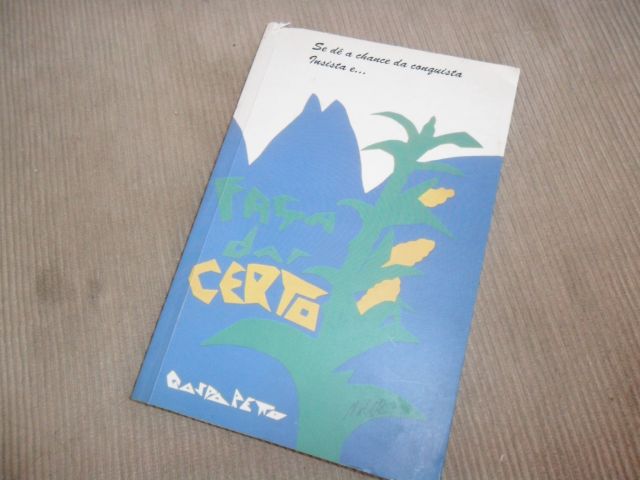 Se dê a chance da conquista
Insista e...
FAÇA
dar
CERTO